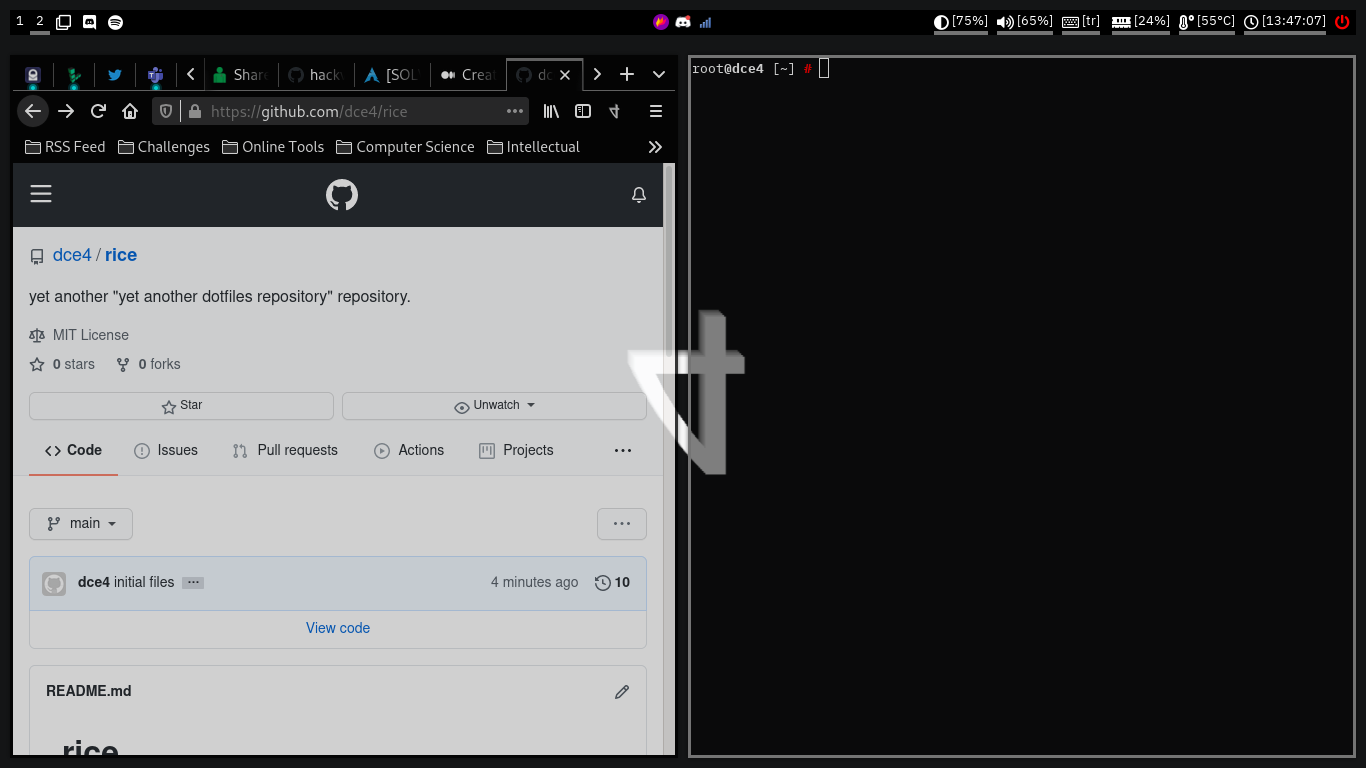 1 2 [75%] [65%] [tr] [24%] [55°C] [13:47:07]
Share hack [SOL Crea dc
https://github.com/dce4/rice
RSS Feed Challenges Online Tools Computer Science Intellectual
dce4 / rice
yet another "yet another dotfiles repository" repository.
MIT License
0 stars 0 forks
Star Unwatch
Code Issues Pull requests Actions Projects
main
dce4 initial files 4 minutes ago 10
View code
README.md
rice
root@dce4 [~] #